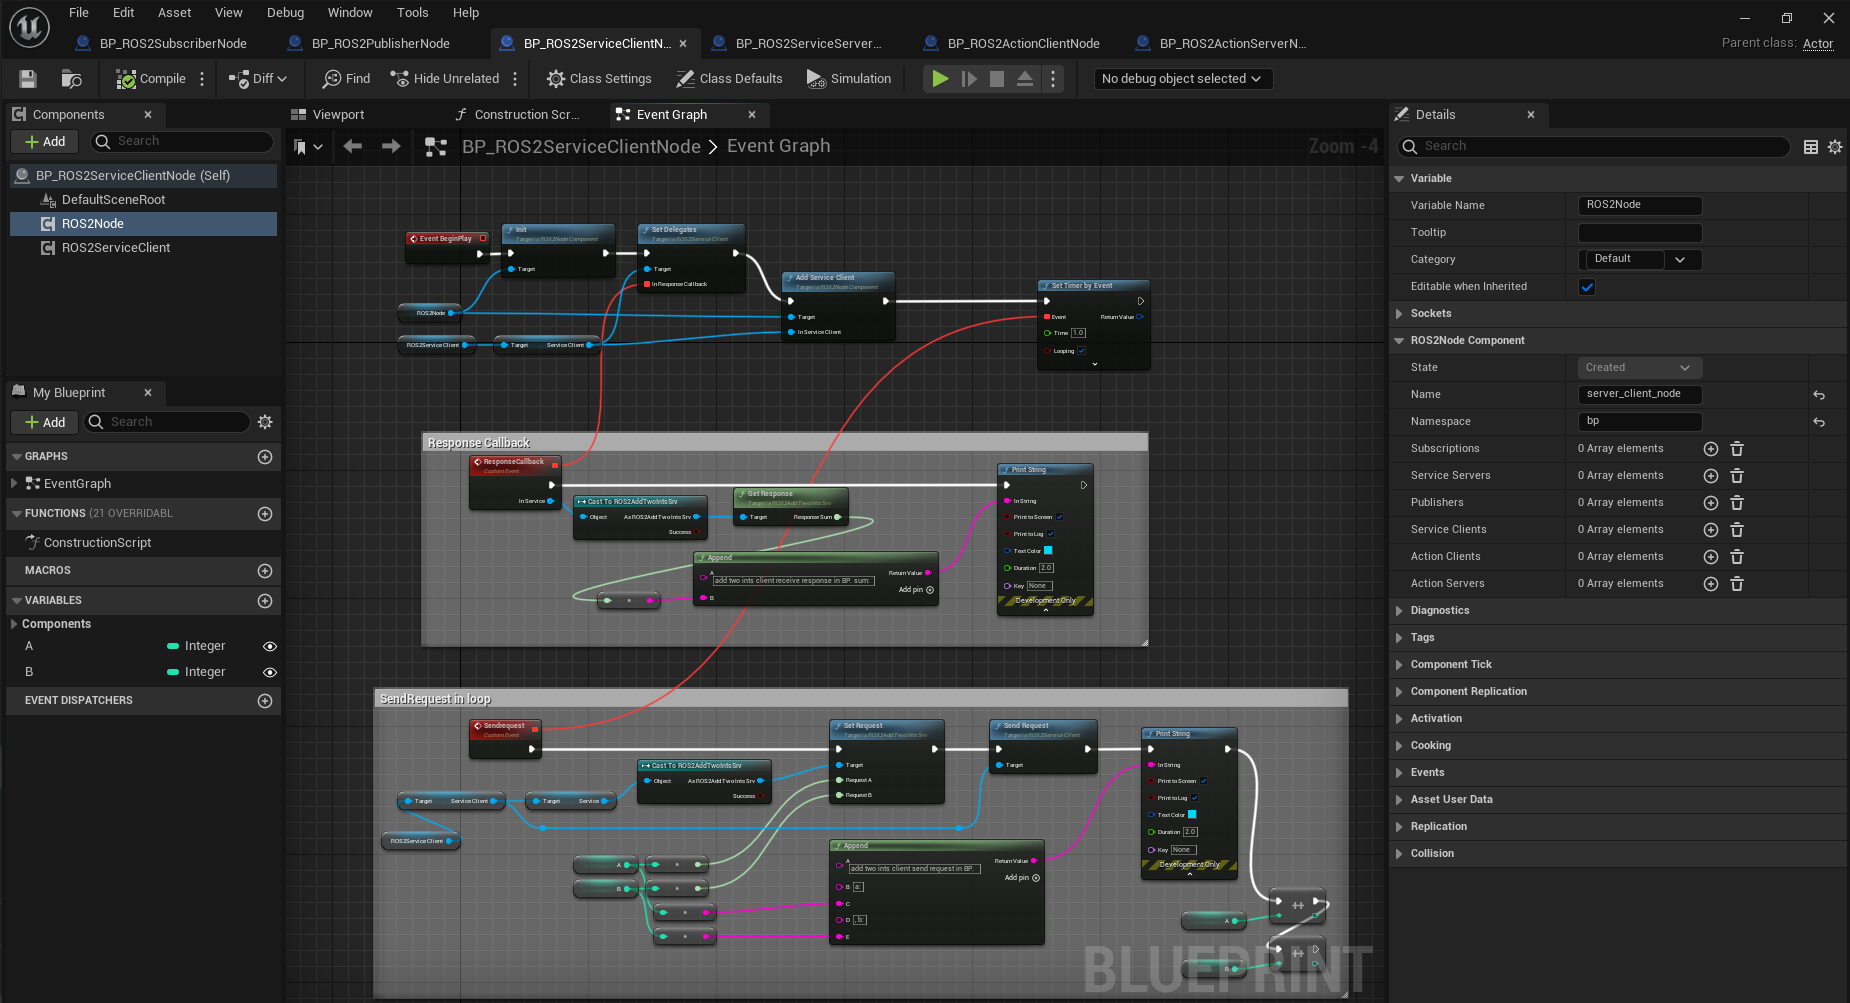 File Edit Asset View Debug Window Tools Help
BP_ROS2SubscriberNode BP_ROS2PublisherNode BP_ROS2ServiceClientN... BP_ROS2ServiceServer... BP_ROS2ActionClientNode BP_ROS2ActionServerN...
Parent class: Actor
Compile Diff Find Hide Unrelated Class Settings Class Defaults Simulation No debug object selected
Components
Add Search
BP_ROS2ServiceClientNode (Self)
DefaultSceneRoot
ROS2Node
ROS2ServiceClient
My Blueprint
Add Search
GRAPHS
EventGraph
FUNCTIONS (21 OVERRIDABL
ConstructionScript
MACROS
VARIABLES
Components
A Integer
B Integer
EVENT DISPATCHERS
Viewport Construction Scr... Event Graph
BP_ROS2ServiceClientNode > Event Graph
Zoom -4
Event BeginPlay
Init
Target is ROS2Node Component
Target
Set Delegates
Target is ROS2Service Client
Target
In Response Callback
Add Service Client
Target is ROS2Node Component
Target
In Service Client
Set Timer by Event
Event Return Value
Time 1.0
Looping
ROS2Node
ROS2Service Client
Target Service Client
Response Callback
ResponseCallback
Custom Event
In Service
Cast To ROS2AddTwoIntsSrv
Object As ROS2Add Two Ints Srv
Success
Get Response
Target is ROS2Add Two Ints Srv
Target Response Sum
Append
A
add two ints client receive response in BP. sum:
Return Value
Add pin
B
Print String
In String
Print to Screen
Print to Log
Text Color
Duration 2.0
Key None
Development Only
SendRequest in loop
Sendrequest
Custom Event
Cast To ROS2AddTwoIntsSrv
Object As ROS2Add Two Ints Srv
Success
Set Request
Target is ROS2Add Two Ints Srv
Target
Request A
Request B
Send Request
Target is ROS2Service Client
Target
Print String
In String
Print to Screen
Print to Log
Text Color
Duration 2.0
Key None
Development Only
Target Service Client
Target Service
ROS2Service Client
A
B
Append
A
add two ints client send request in BP.
Return Value
Add pin
B a:
C
D b:
E
A
++
B
++
BLUEPRINT
Details
Search
Variable
Variable Name ROS2Node
Tooltip
Category Default
Editable when Inherited
Sockets
ROS2Node Component
State Created
Name server_client_node
Namespace bp
Subscriptions 0 Array elements
Service Servers 0 Array elements
Publishers 0 Array elements
Service Clients 0 Array elements
Action Clients 0 Array elements
Action Servers 0 Array elements
Diagnostics
Tags
Component Tick
Component Replication
Activation
Cooking
Events
Asset User Data
Replication
Collision